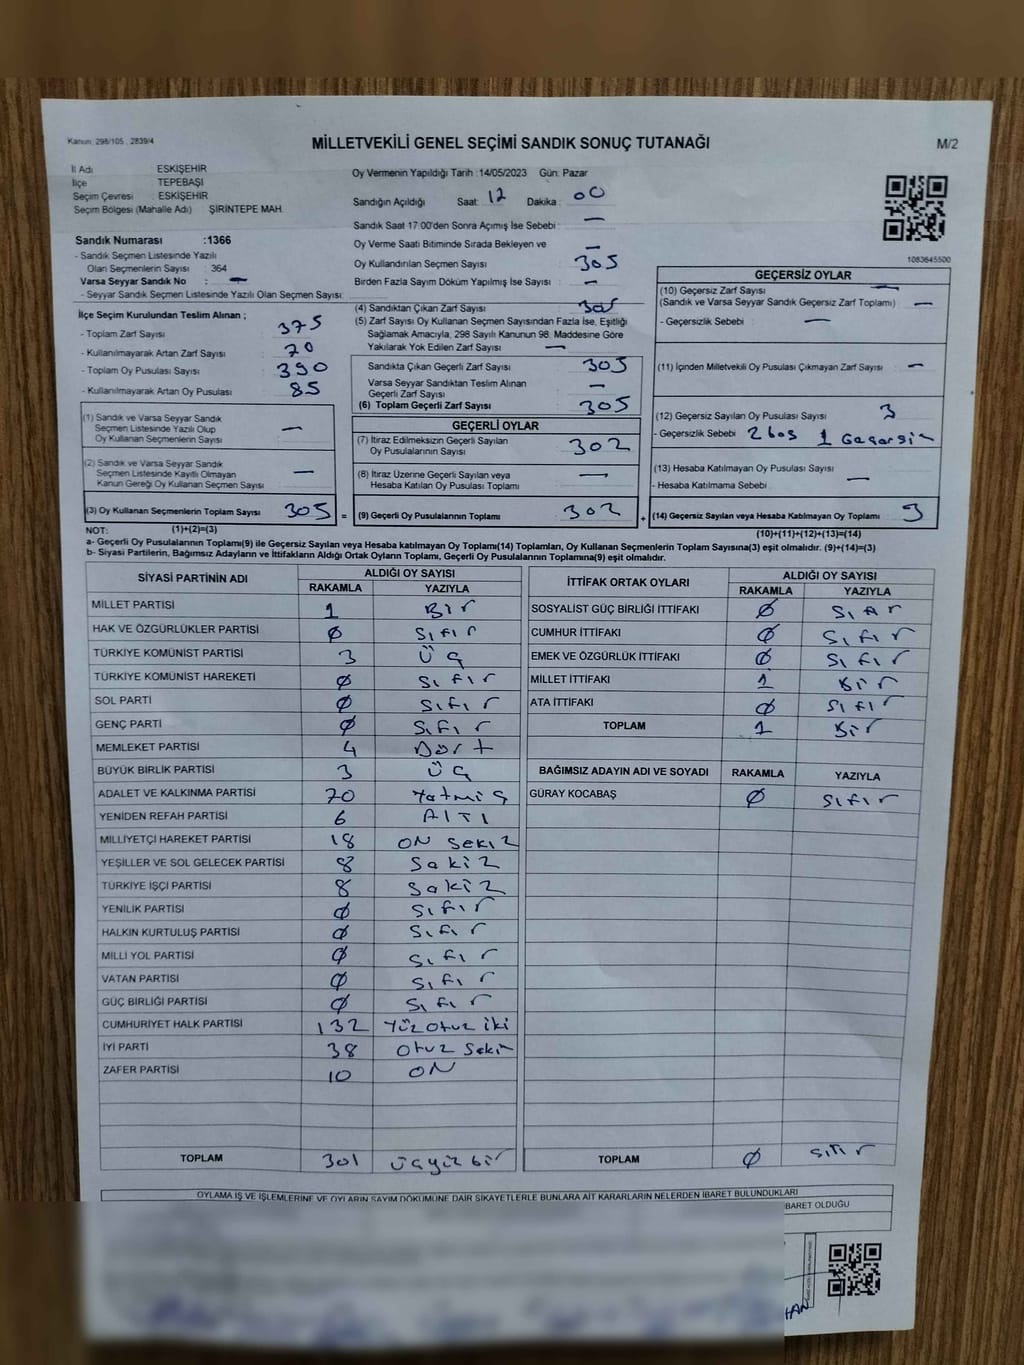 Kanun: 298/105 , 2839/4
MİLLETVEKİLİ GENEL SEÇİMİ SANDIK SONUÇ TUTANAĞI
M/2
İl Adı ESKİŞEHİR
İlçe TEPEBAŞI
Seçim Çevresi ESKİŞEHİR
Seçim Bölgesi (Mahalle Adı) ŞİRİNTEPE MAH.
Sandık Numarası :1366
- Sandık Seçmen Listesinde Yazılı
Olan Seçmenlerin Sayısı : 364
Varsa Seyyar Sandık No : —
- Seyyar Sandık Seçmen Listesinde Yazılı Olan Seçmen Sayısı:
İlçe Seçim Kurulundan Teslim Alınan ;
- Toplam Zarf Sayısı : 375
- Kullanılmayarak Artan Zarf Sayısı : 70
- Toplam Oy Pusulası Sayısı : 390
- Kullanılmayarak Artan Oy Pusulası : 85
(1) Sandık ve Varsa Seyyar Sandık
Seçmen Listesinde Yazılı Olup
Oy Kullanan Seçmenlerin Sayısı —
(2) Sandık ve Varsa Seyyar Sandık
Seçmen Listesinde Kayıtlı Olmayan
Kanun Gereği Oy Kullanan Seçmen Sayısı —
(3) Oy Kullanan Seçmenlerin Toplam Sayısı 305
Oy Vermenin Yapıldığı Tarih :14/05/2023 Gün: Pazar
Sandığın Açıldığı Saat: 12 Dakika : 00
Sandık Saat 17:00'den Sonra Açımış İse Sebebi : —
Oy Verme Saati Bitiminde Sırada Bekleyen ve
Oy Kullandırılan Seçmen Sayısı : 305
Birden Fazla Sayım Döküm Yapılmış İse Sayısı : —
(4) Sandıktan Çıkan Zarf Sayısı : 305
(5) Zarf Sayısı Oy Kullanan Seçmen Sayısından Fazla İse, Eşitliği
Sağlamak Amacıyla, 298 Sayılı Kanunun 98. Maddesine Göre
Yakılarak Yok Edilen Zarf Sayısı : —
Sandıkta Çıkan Geçerli Zarf Sayısı : 305
Varsa Seyyar Sandıktan Teslim Alınan
Geçerli Zarf Sayısı : —
(6) Toplam Geçerli Zarf Sayısı : 305
GEÇERLİ OYLAR
(7) İtiraz Edilmeksizin Geçerli Sayılan
Oy Pusulalarının Sayısı : 302
(8) İtiraz Üzerine Geçerli Sayılan veya
Hesaba Katılan Oy Pusulası Toplamı : —
= (9) Geçerli Oy Pusulalarının Toplamı : 302 +
1083645500
GEÇERSİZ OYLAR
(10) Geçersiz Zarf Sayısı —
(Sandık ve Varsa Seyyar Sandık Geçersiz Zarf Toplamı) : —
- Geçersizlik Sebebi : —
(11) İçinden Milletvekili Oy Pusulası Çıkmayan Zarf Sayısı : —
(12) Geçersiz Sayılan Oy Pusulası Sayısı : 3
- Geçersizlik Sebebi : 2 boş 1
(13) Hesaba Katılmayan Oy Pusulası Sayısı :
- Hesaba Katılmama Sebebi : —
(14) Geçersiz Sayılan veya Hesaba Katılmayan Oy Toplamı : 3
NOT: (1)+(2)=(3) (10)+(11)+(12)+(13)=(14)
a- Geçerli Oy Pusulaları Toplamı(9) ile Geçersiz Sayılan veya Hesaba katılmayan Oy Toplamı(14) Toplamları, Oy Kullanan Seçmenlerin Toplam Sayısına(3) eşit olmalıdır. (9)+(14)=(3)
b- Siyasi Partilerin, Bağımsız Adayların ve İttifakların Aldığı Ortak Oyların Toplamı, Geçerli Oy Pusulalarının Toplamına(9) eşit olmalıdır.
SİYASİ PARTİNİN ADI ALDIĞI OY SAYISI
RAKAMLA YAZIYLA
MİLLET PARTİSİ 1 Bir
HAK VE ÖZGÜRLÜKLER PARTİSİ 0 Sıfır
TÜRKİYE KOMÜNİST PARTİSİ 3 Üç
TÜRKİYE KOMÜNİST HAREKETİ 0 Sıfır
SOL PARTİ 0 Sıfır
GENÇ PARTİ 0 Sıfır
MEMLEKET PARTİSİ 4 Dört
BÜYÜK BİRLİK PARTİSİ 3 Üç
ADALET VE KALKINMA PARTİSİ 70 Yatmiş
YENİDEN REFAH PARTİSİ 6 ALTI
MİLLİYETÇİ HAREKET PARTİSİ 18 ON Sekiz
YEŞİLLER VE SOL GELECEK PARTİSİ 8 Sakiz
TÜRKİYE İŞÇİ PARTİSİ 8 Sakiz
YENİLİK PARTİSİ 0 Sıfır
HALKIN KURTULUŞ PARTİSİ 0 Sıfır
MİLLİ YOL PARTİSİ 0 Sıfır
VATAN PARTİSİ 0 Sıfır
GÜÇ BİRLİĞİ PARTİSİ 0 Sıfır
CUMHURİYET HALK PARTİSİ 132 Yüzotuz iki
İYİ PARTİ 38 Otuz Seki
ZAFER PARTİSİ 10 ON
TOPLAM 301 üçyüz bir
İTTİFAK ORTAK OYLARI ALDIĞI OY SAYISI
RAKAMLA YAZIYLA
SOSYALİST GÜÇ BİRLİĞİ İTTİFAKI 0 Sıfır
CUMHUR İTTİFAKI 0 Sıfır
EMEK VE ÖZGÜRLÜK İTTİFAKI 0 Sıfır
MİLLET İTTİFAKI 1 Bir
ATA İTTİFAKI 0 Sıfır
TOPLAM 1 Bir
BAĞIMSIZ ADAYIN ADI VE SOYADI RAKAMLA YAZIYLA
GÜRAY KOCABAŞ 0 Sıfır
TOPLAM 0 Sıfır
OYLAMA İŞ VE İŞLEMLERİNE VE OYLARIN SAYIM DÖKÜMÜNE DAİR ŞİKAYETLERLE BUNLARA AİT KARARLARIN NELERDEN İBARET BULUNDUKLARI
İBARET OLDUĞU